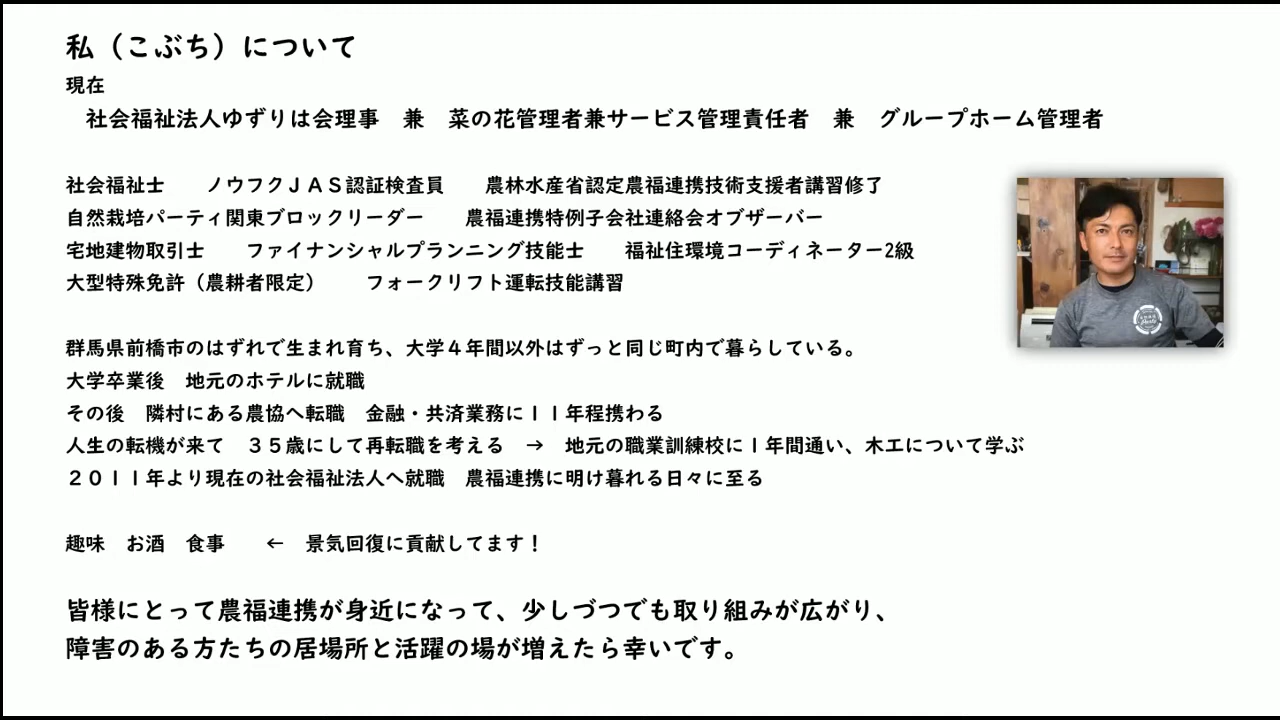 私（こぶち）について
現在
社会福祉法人ゆずりは会理事　兼　菜の花管理者兼サービス管理責任者　兼　グループホーム管理者
社会福祉士　　ノウフクＪＡＳ認証検査員　　農林水産省認定農福連携技術支援者講習修了
自然栽培パーティ関東ブロックリーダー　　農福連携特例子会社連絡会オブザーバー
宅地建物取引士　　ファイナンシャルプランニング技能士　　福祉住環境コーディネーター2級
大型特殊免許（農耕者限定）　　フォークリフト運転技能講習
群馬県前橋市のはずれで生まれ育ち、大学４年間以外はずっと同じ町内で暮らしている。
大学卒業後　地元のホテルに就職
その後　隣村にある農協へ転職　金融・共済業務に１１年程携わる
人生の転機が来て　３５歳にして再転職を考える　→　地元の職業訓練校に１年間通い、木工について学ぶ
２０１１年より現在の社会福祉法人へ就職　農福連携に明け暮れる日々に至る
趣味　お酒　食事　　←　景気回復に貢献してます！
皆様にとって農福連携が身近になって、少しづつでも取り組みが広がり、
障害のある方たちの居場所と活躍の場が増えたら幸いです。